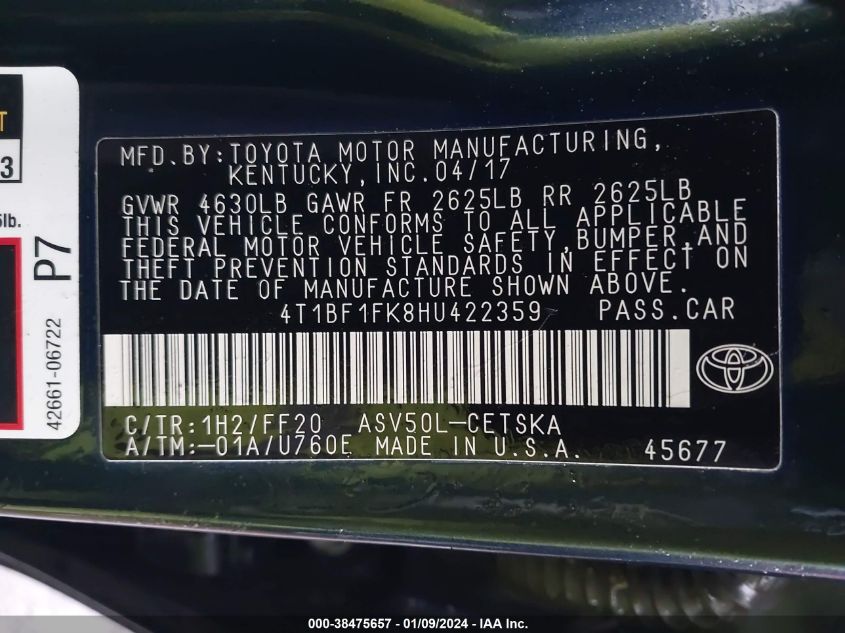 T
3
5lb.
P7
42661-06722
MFD.BY:TOYOTA MOTOR MANUFACTURING,
KENTUCKY,INC.04/17
GVWR 4630LB GAWR FR 2625LB RR 2625LB
THIS VEHICLE CONFORMS TO ALL APPLICABLE
FEDERAL MOTOR VEHICLE SAFETY,BUMPER,AND
THEFT PREVENTION STANDARDS IN EFFECT ON
THE DATE OF MANUFACTURE SHOWN ABOVE.
4T1BF1FK8HU422359 PASS.CAR
C/TR:1H2/FF20 ASV50L-CETSKA
A/TM:-01A/U760E MADE IN U.S.A. 45677
000-38475657 - 01/09/2024 - IAA, Inc.